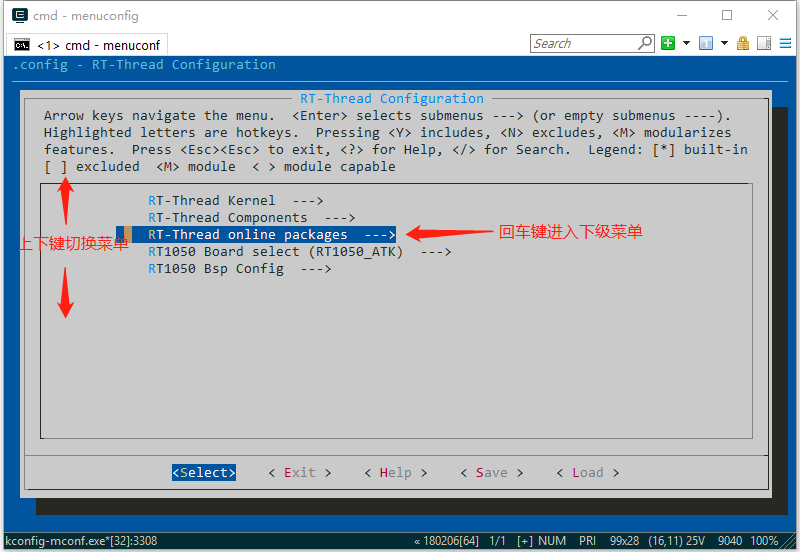 cmd - menuconfig
<1> cmd - menuconf
Search
.config - RT-Thread Configuration
RT-Thread Configuration
Arrow keys navigate the menu.  <Enter> selects submenus ---> (or empty submenus ----).
Highlighted letters are hotkeys.  Pressing <Y> includes, <N> excludes, <M> modularizes
features.  Press <Esc><Esc> to exit, <?> for Help, </> for Search.  Legend: [*] built-in
[ ] excluded  <M> module  < > module capable
RT-Thread Kernel  --->
RT-Thread Components  --->
RT-Thread online packages  --->
回车键进入下级菜单
上下键切换菜单
RT1050 Board select (RT1050_ATK)  --->
RT1050 Bsp Config  --->
<Select>    < Exit >    < Help >    < Save >    < Load >
kconfig-mconf.exe*[32]:3308    « 180206[64]  1/1  [+] NUM  PRI  99x28  (16,11) 25V  9040  100%